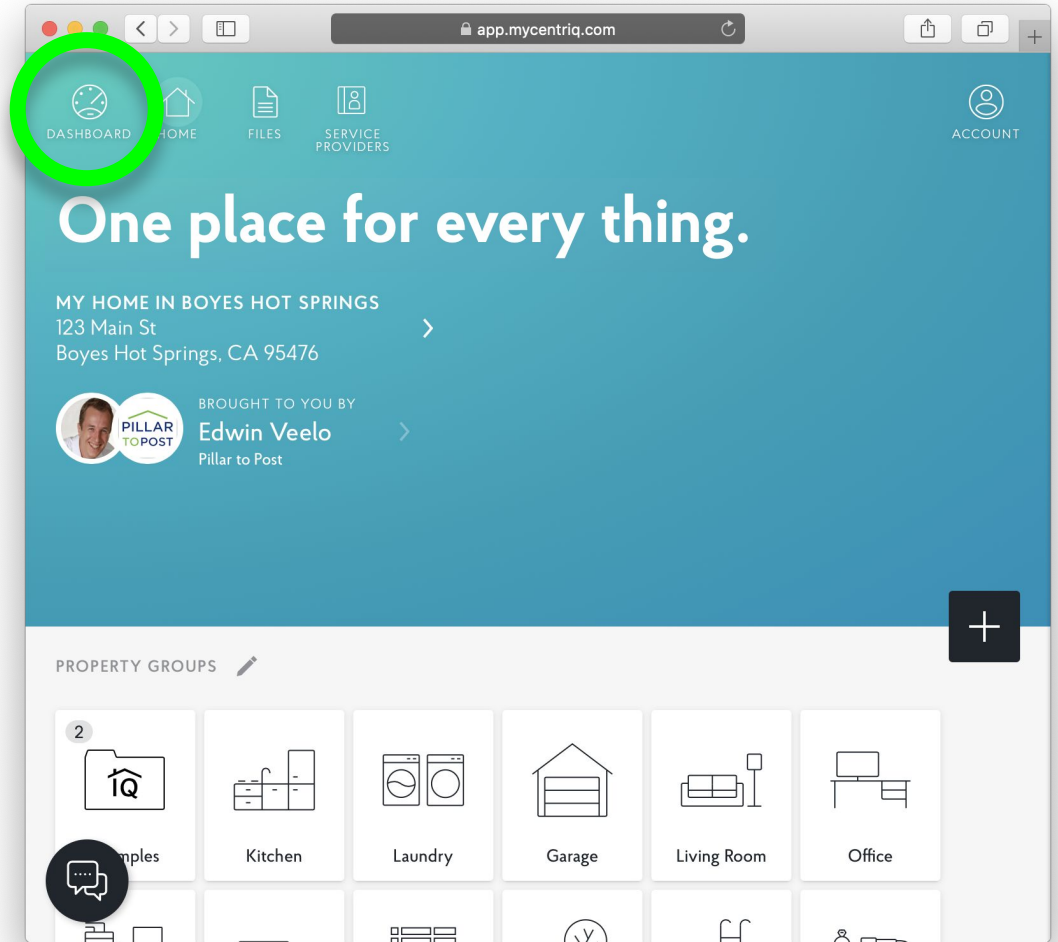 app.mycentriq.com
DASHBOARD
HOME
FILES
SERVICE
PROVIDERS
ACCOUNT
One place for every thing.
MY HOME IN BOYES HOT SPRINGS
123 Main St
Boyes Hot Springs, CA 95476
PILLAR
TO POST
BROUGHT TO YOU BY
Edwin Veelo
Pillar to Post
PROPERTY GROUPS
2
IQ
mples
Kitchen
Laundry
Garage
Living Room
Office